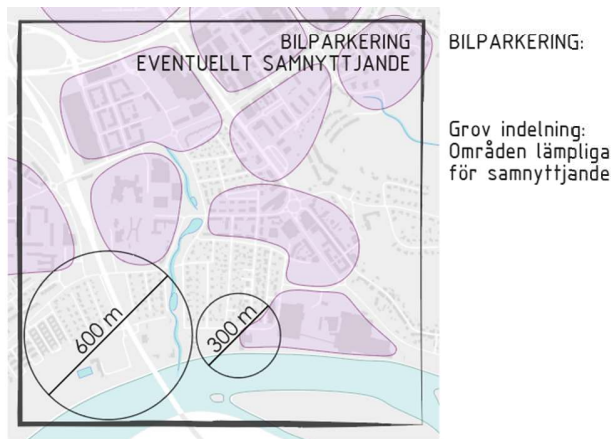 BILPARKERING
EVENTUELLT SAMNYTTJANDE
600 m
300 m
BILPARKERING:
Grov indelning:
Områden lämpliga
för samnyttjande